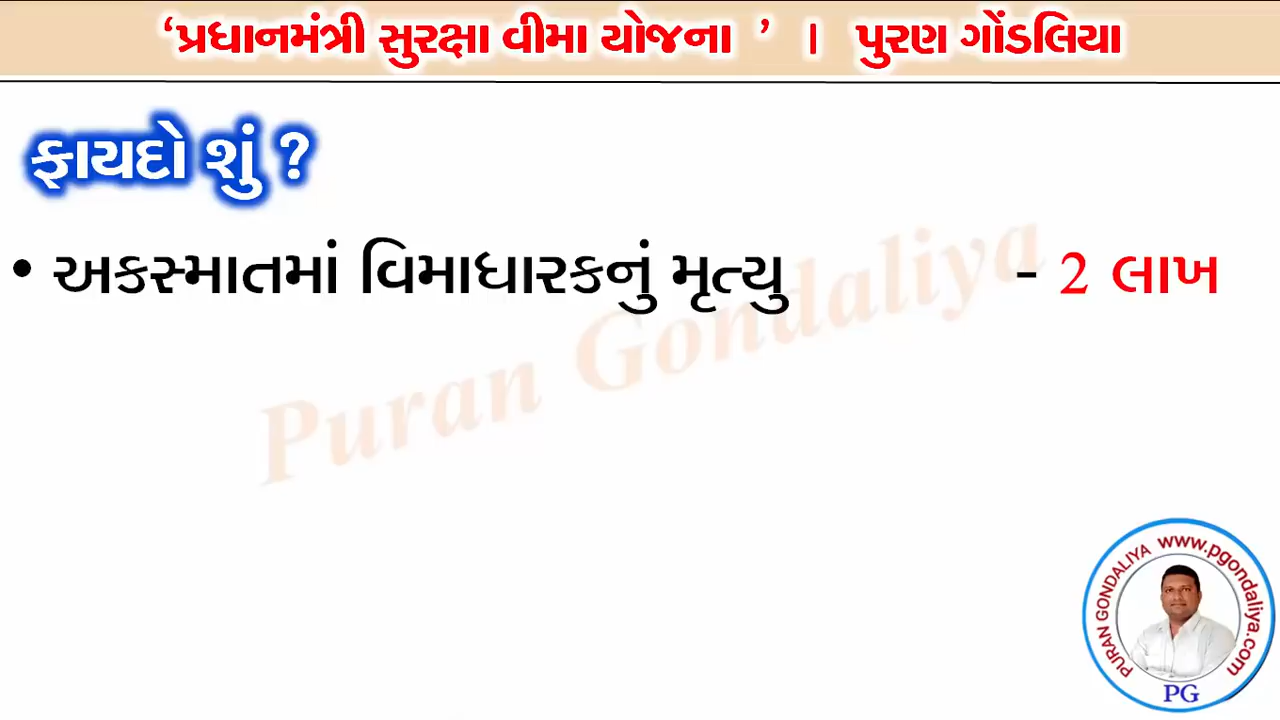 ‘પ્રધાનમંત્રી સુરક્ષા વીમા યોજના ’ । પુરણ ગોંડલિયા
ફાયદો શું ?
• અકસ્માતમાં વિમાધારકનું મૃત્યુ - 2 લાખ
Puran Gondaliya
PURAN GONDALIYA www.pgondaliya.com
PG